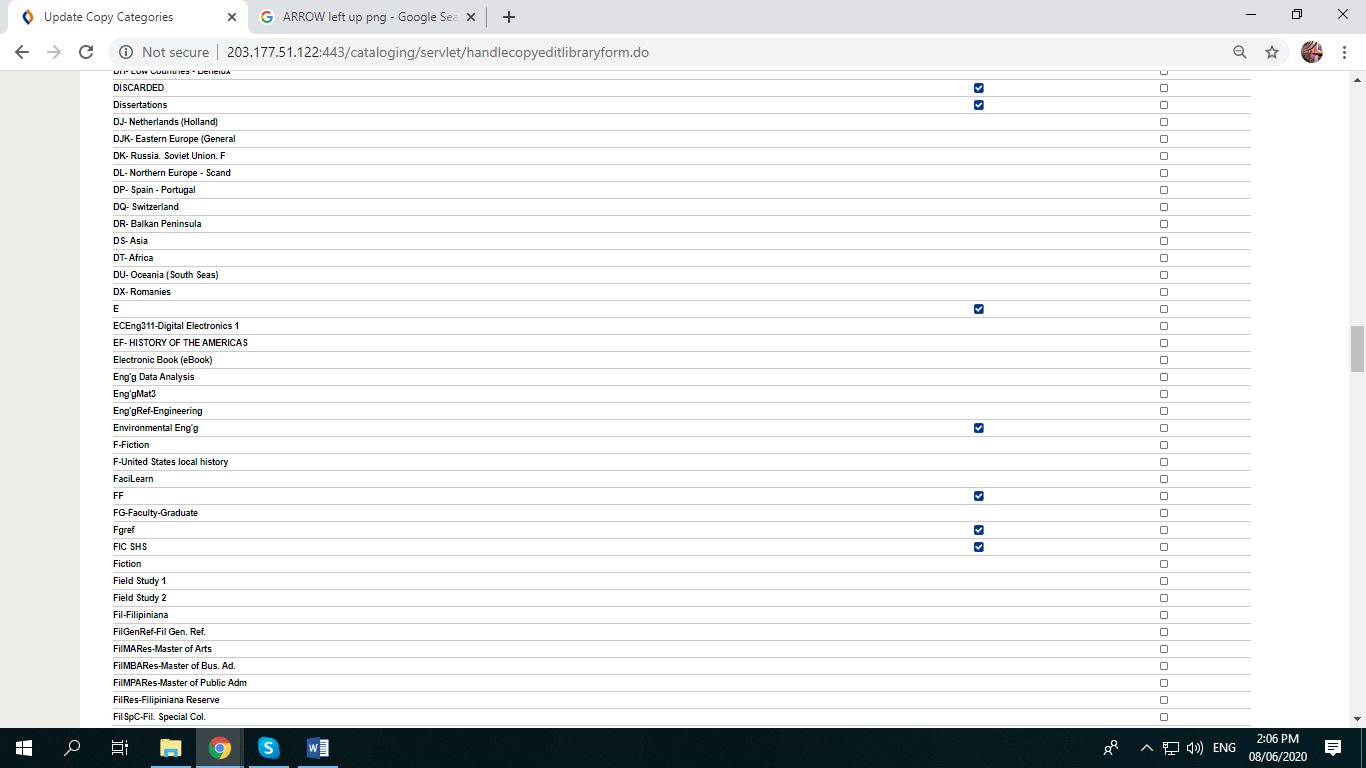 Update Copy Categories
ARROW left up png - Google Sea
Not secure
203.177.51.122:443/cataloging/servlet/handlecopyeditlibraryform.do
DH- Low Countries - Benelux
DISCARDED
Dissertations
DJ- Netherlands (Holland)
DJK- Eastern Europe (General
DK- Russia. Soviet Union. F
DL- Northern Europe - Scand
DP- Spain - Portugal
DQ- Switzerland
DR- Balkan Peninsula
DS- Asia
DT- Africa
DU- Oceania (South Seas)
DX- Romanies
E
ECEng311-Digital Electronics 1
EF- HISTORY OF THE AMERICAS
Electronic Book (eBook)
Eng'g Data Analysis
Eng'gMat3
Eng'gRef-Engineering
Environmental Eng'g
F-Fiction
F-United States local history
FaciLearn
FF
FG-Faculty-Graduate
Fgref
FIC SHS
Fiction
Field Study 1
Field Study 2
Fil-Filipiniana
FilGenRef-Fil Gen. Ref.
FilMARes-Master of Arts
FilMBARes-Master of Bus. Ad.
FilMPARes-Master of Public Adm
FilRes-Filipiniana Reserve
FilSpC-Fil. Special Col.
ENG
2:06 PM
08/06/2020